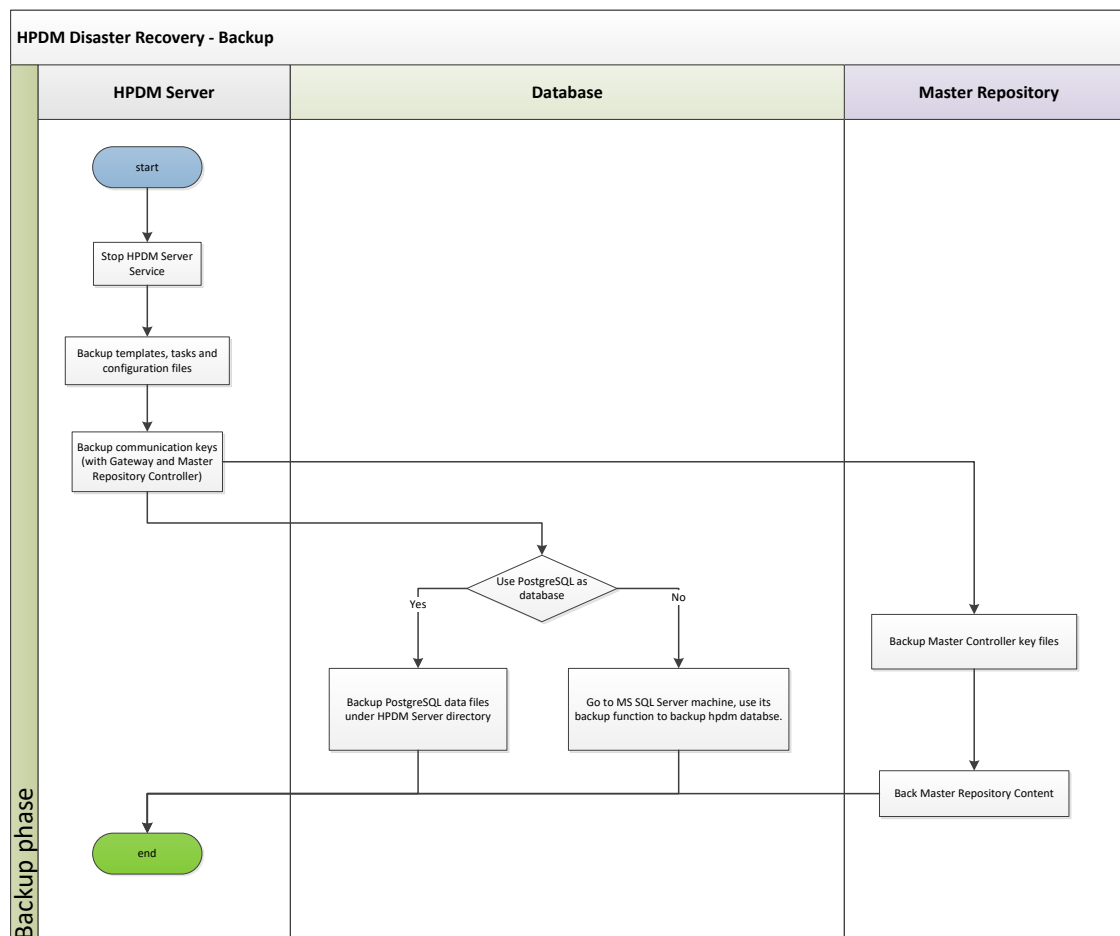 HPDM Disaster Recovery - Backup
HPDM Server
Database
Master Repository
start
Stop HPDM Server
Service
Backup templates, tasks and
configuration files
Backup communication keys
(with Gateway and Master
Repository Controller)
Use PostgreSQL as
database
Yes
No
Backup Master Controller key files
Backup PostgreSQL data files
under HPDM Server directory
Go to MS SQL Server machine, use its
backup function to backup hpdm databse.
Back Master Repository Content
end
Backup phase